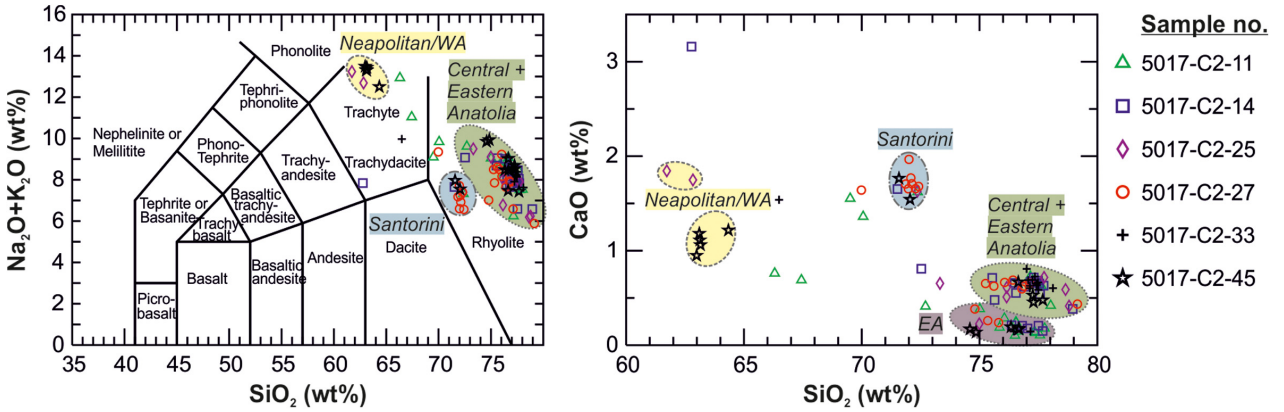 16
14
12
10
8
6
4
2
0
Na2O+K2O (wt%)
35 40 45 50 55 60 65 70 75
SiO2 (wt%)
Neapolitan/WA
Phonolite
Central +
Eastern
Anatolia
Tephri-
phonolite
Trachyte
Nephelinite or
Melilitite
Phono-
Tephrite
Trachy-
andesite
Trachydacite
Tephrite or
Basanite
Basaltic
trachy-
andesite
Trachy
basalt
Santorini
Dacite
Rhyolite
Andesite
Basaltic
andesite
Basalt
Picro-
basalt
3
2
1
0
CaO (wt%)
60 65 70 75 80
SiO2 (wt%)
Santorini
Neapolitan/WA
Central +
Eastern
Anatolia
EA
Sample no.
5017-C2-11
5017-C2-14
5017-C2-25
5017-C2-27
5017-C2-33
5017-C2-45